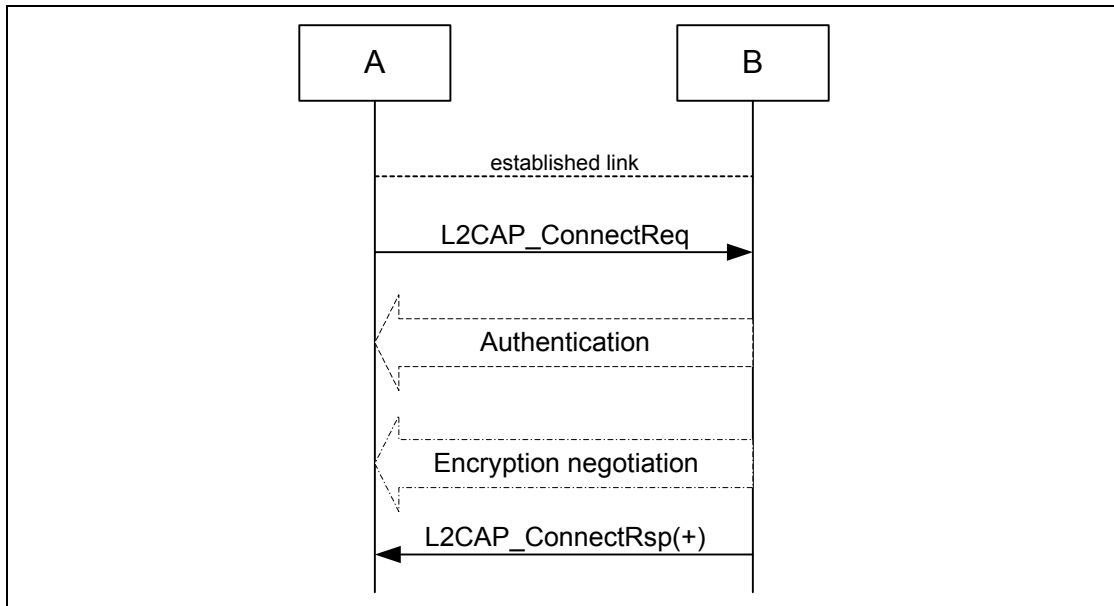 A
B
established link
L2CAP_ConnectReq
Authentication
Encryption negotiation
L2CAP_ConnectRsp(+)